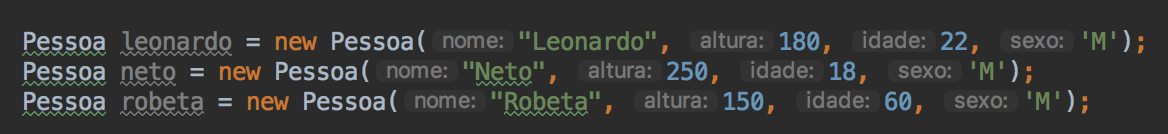 Pessoa leonardo = new Pessoa( nome: "Leonardo", altura: 180, idade: 22, sexo: 'M');
Pessoa neto = new Pessoa( nome: "Neto", altura: 250, idade: 18, sexo: 'M');
Pessoa robeta = new Pessoa( nome: "Robeta", altura: 150, idade: 60, sexo: 'M');